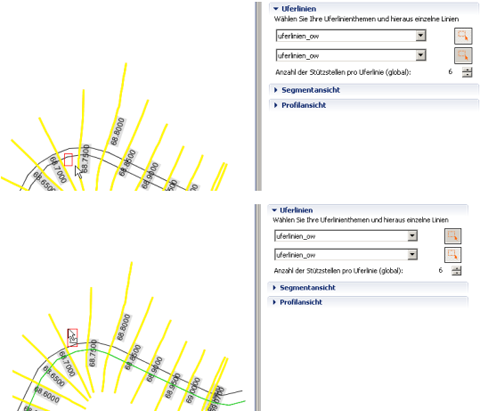 Uferlinien
Wählen Sie Ihre Uferlinienthemen und hieraus einzelne Linien
uferlinien_ow
uferlinien_ow
Anzahl der Stützstellen pro Uferlinie (global): 6
Segmentansicht
Profilansicht
68.8000
68.7500
68.8500
68.7000
68.6500
68.9000
Uferlinien
Wählen Sie Ihre Uferlinienthemen und hieraus einzelne Linien
uferlinien_ow
uferlinien_ow
Anzahl der Stützstellen pro Uferlinie (global): 6
Segmentansicht
Profilansicht
68.8000
68.7500
68.8500
68.7000
68.6500
68.9000
68.6000
68.9500
69.0000